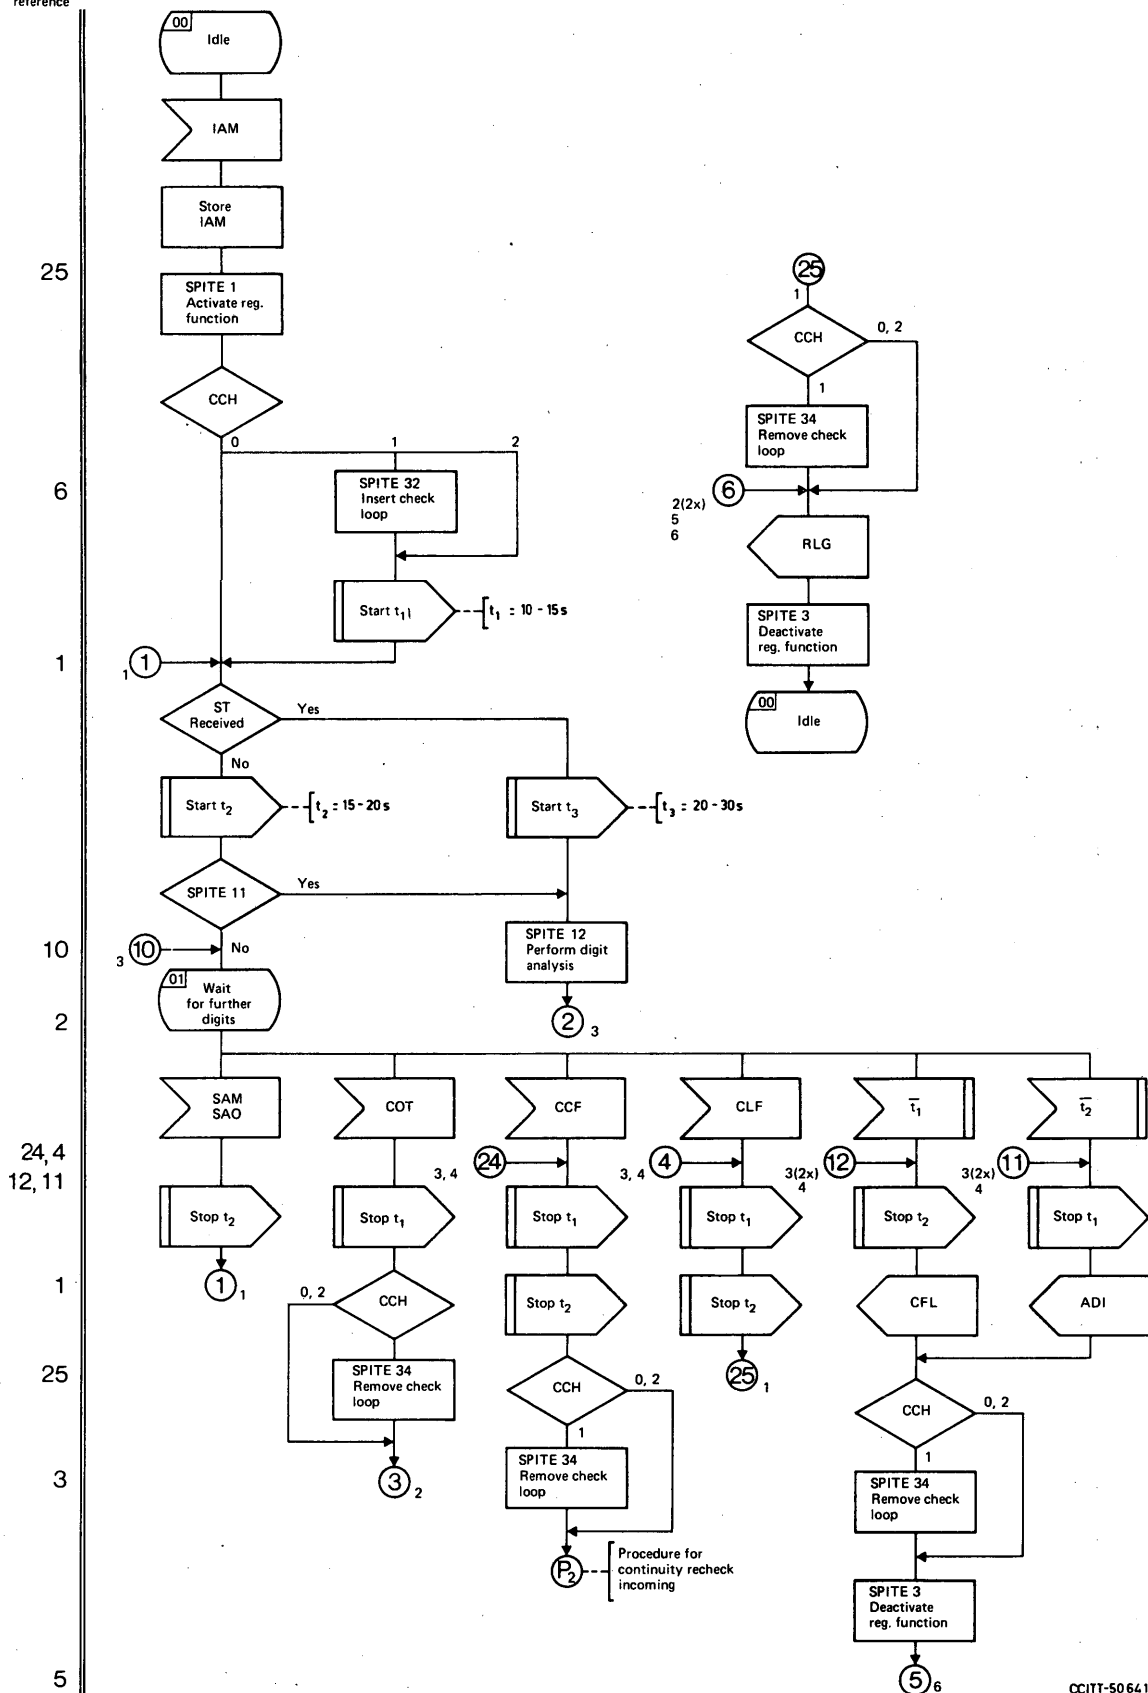 reference
00
Idle
IAM
Store
IAM
25
SPITE 1
Activate reg.
function
25
1
CCH
0, 2
1
CCH
0
1
2
SPITE 34
Remove check
loop
6
SPITE 32
Insert check
loop
6
2(2x)
5
6
RLG
Start t1
t1 = 10 - 15s
SPITE 3
Deactivate
reg. function
1
1
1
00
Idle
ST
Received
Yes
No
Start t2
t2 = 15 - 20s
Start t3
t3 = 20 - 30s
SPITE 11
Yes
10
3
10
No
SPITE 12
Perform digit
analysis
01
Wait
for further
digits
2
2
3
SAM
SAO
COT
CCF
CLF
t1
t2
24, 4
12, 11
3, 4
24
3, 4
4
3(2x)
4
12
3(2x)
4
11
Stop t2
Stop t1
Stop t1
Stop t1
Stop t2
Stop t1
1
1
1
0, 2
CCH
Stop t2
Stop t2
CFL
ADI
25
SPITE 34
Remove check
loop
CCH
0, 2
1
25
1
CCH
0, 2
1
3
3
2
SPITE 34
Remove check
loop
SPITE 34
Remove check
loop
P2
Procedure for
continuity recheck
incoming
SPITE 3
Deactivate
reg. function
5
5
6
CCITT-50641